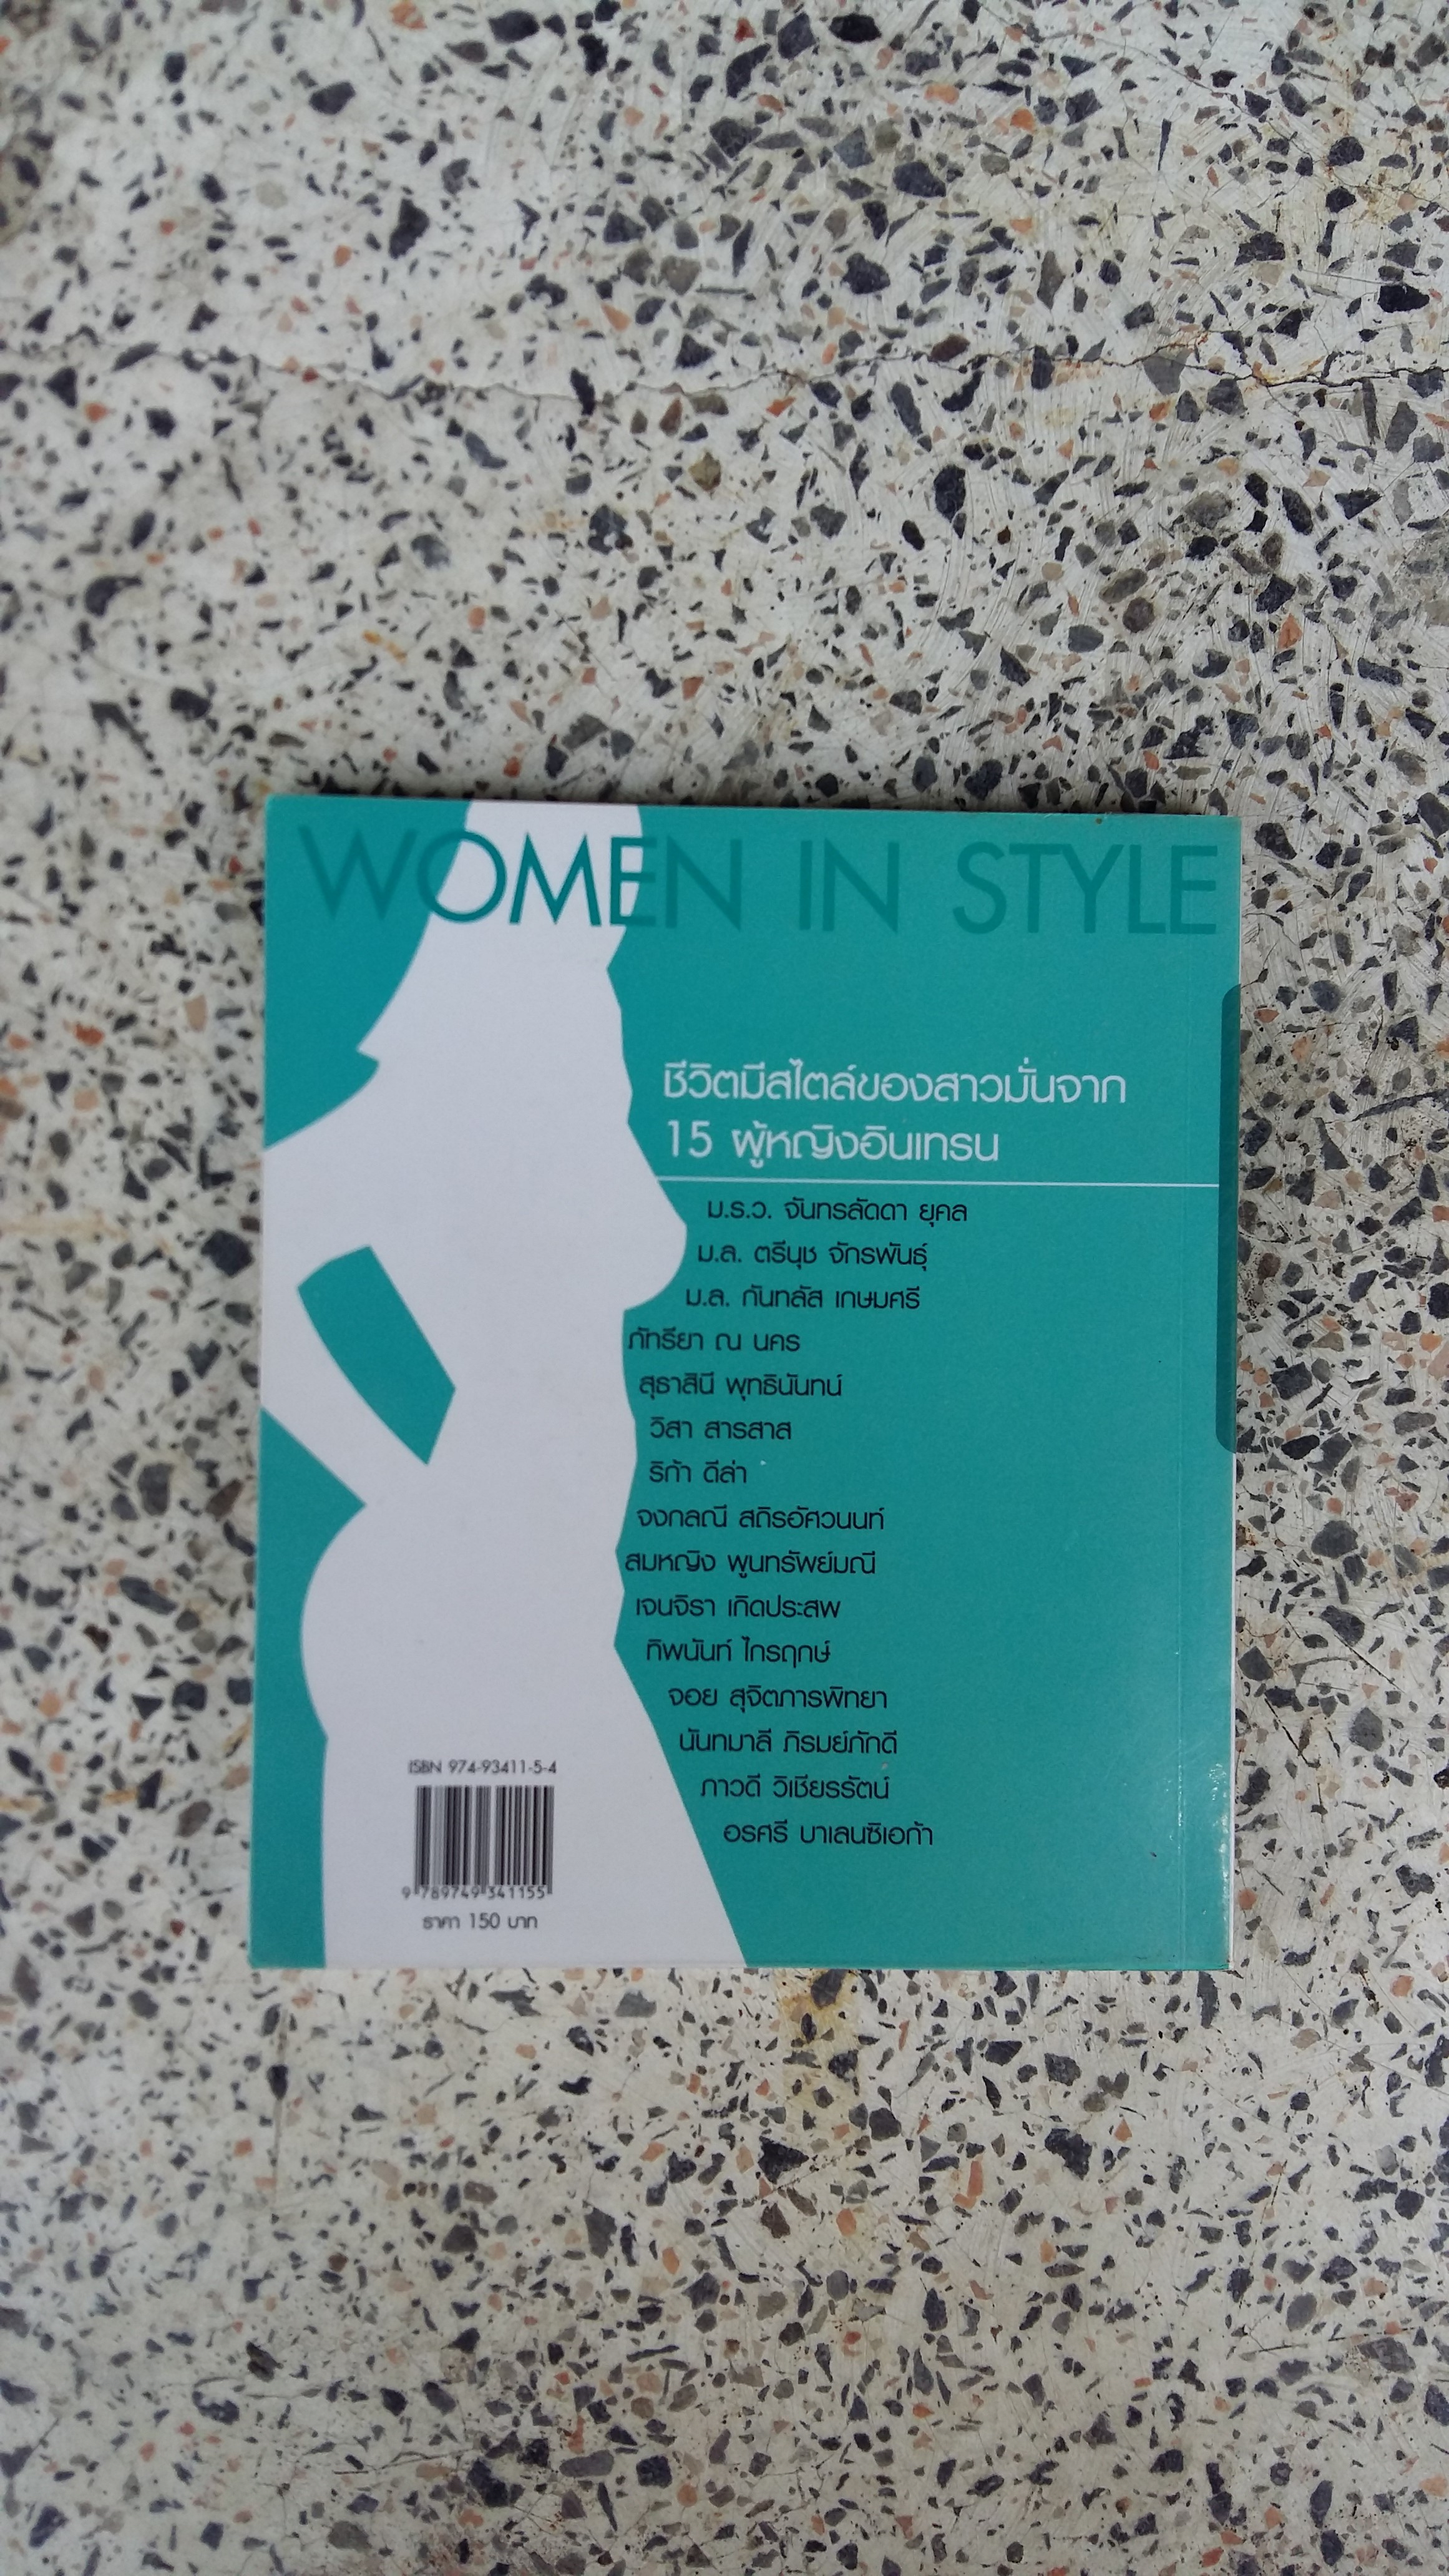 WOMEN IN STYLE
ชีวิตมีสไตล์ของสาวมั่นจาก
15 ผู้หญิงอินเทรน
ม.ร.ว. จันทรลัดดา ยุคล
ม.ล. ตรีนุช จักรพันธุ์
ม.ล. กันทลัส เกษมศรี
ภัทรียา ณ นคร
สุธาสินี พุทธินันทน์
วิสา สารสาส
ริก้า ดีล่า
จงกลณี สถิรอัศวนนท์
สมหญิง พูนทรัพย์มณี
เจนจิรา เกิดประสพ
ทิพนันท์ ไกรฤกษ์
จอย สุจิตภารพิทยา
นันทมาลี ภิรมย์ภักดี
ภาวดี วิเชียรรัตน์
อรศรี บาเลนซิเอก้า
ISBN 974-93411-5-4
9 789749 341155
ราคา 150 บาท